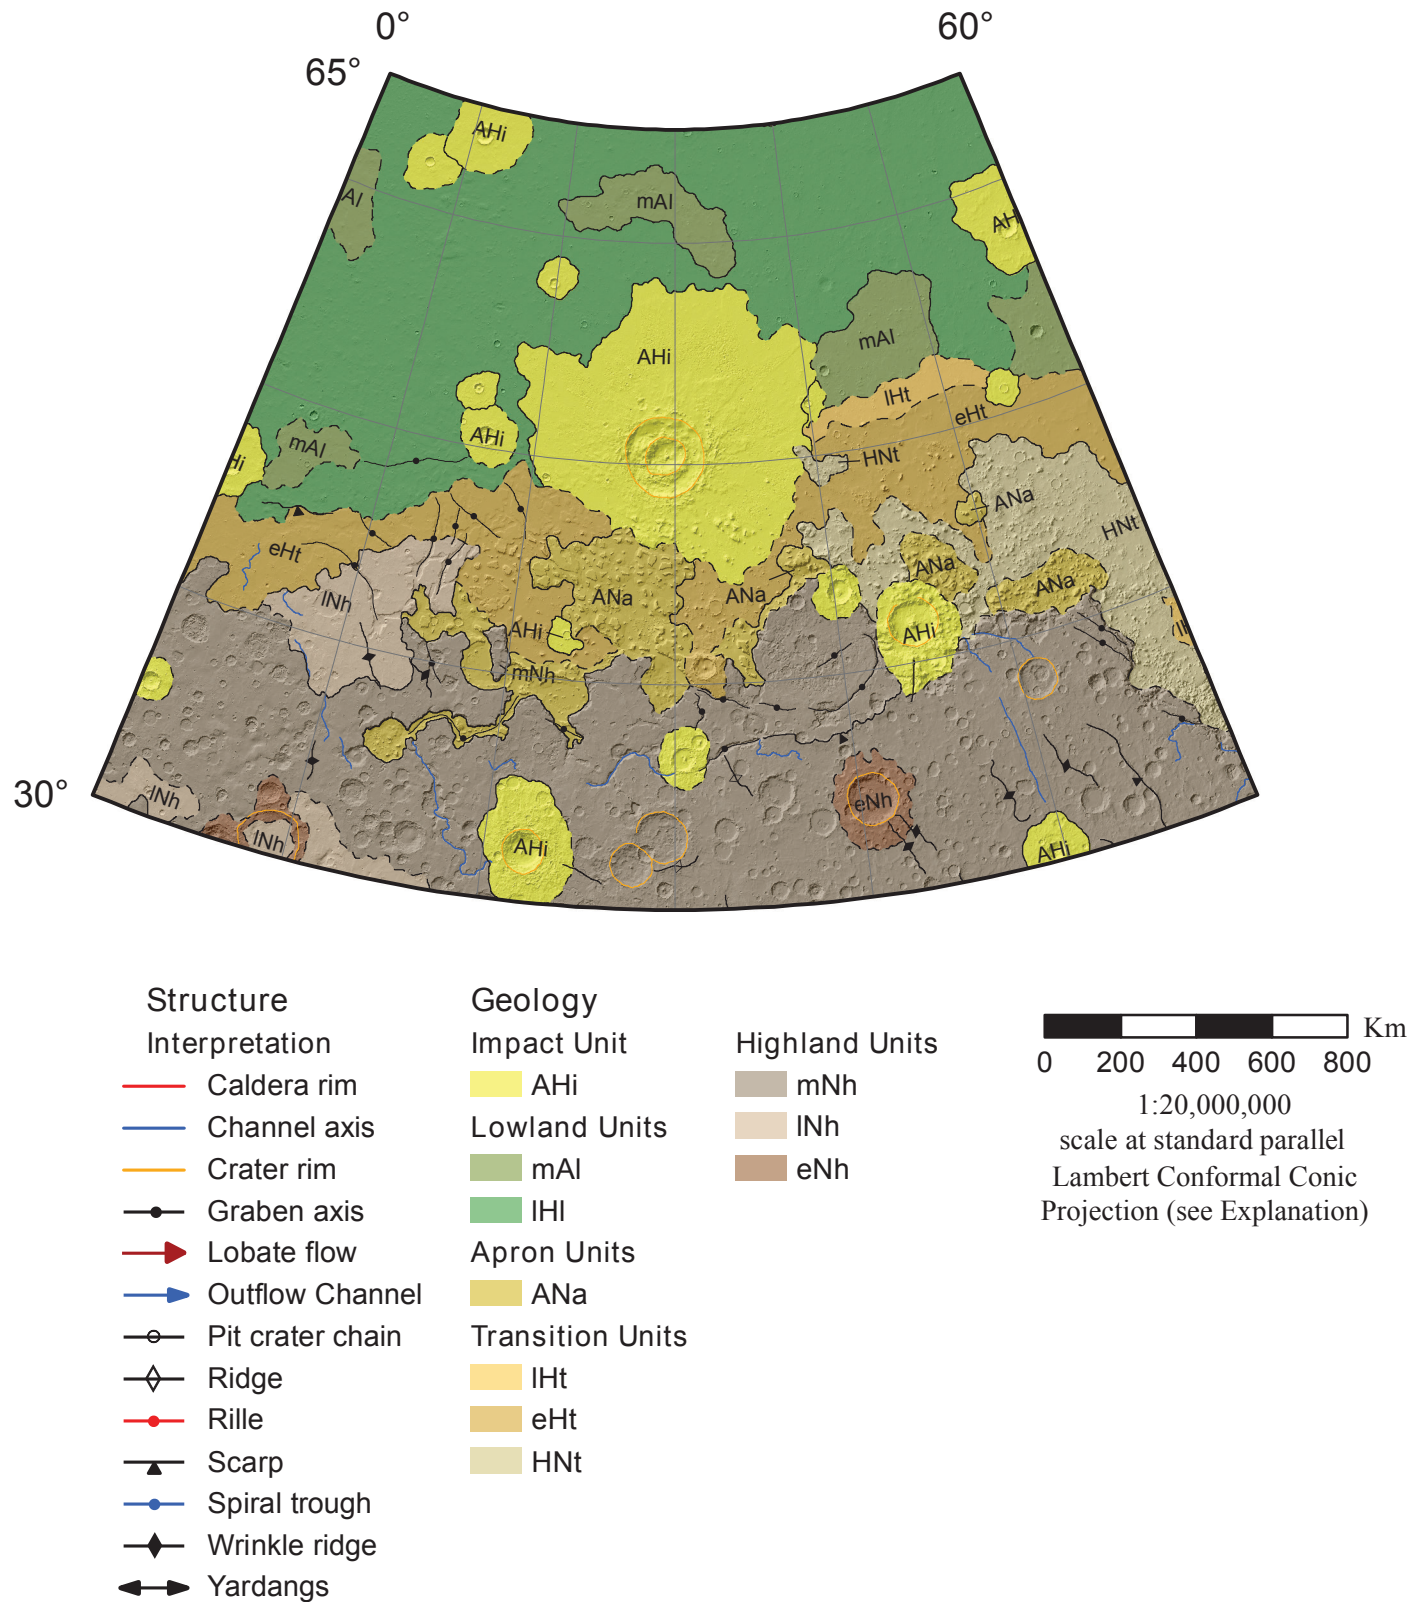 0°
60°
65°
AHi
Al
mAl
AH
AHi
mAl
lHt
eHt
AHi
mAl
Hi
HNt
ANa
HNt
eHt
ANa
ANa
lNh
ANa
ANa
AHi
AHi
lH
mNh
30°
lNh
eNh
lNh
AHi
AHi
Structure
Interpretation
Caldera rim
Channel axis
Crater rim
Graben axis
Lobate flow
Outflow Channel
Pit crater chain
Ridge
Rille
Scarp
Spiral trough
Wrinkle ridge
Yardangs
Geology
Impact Unit
AHi
Lowland Units
mAl
lHl
Apron Units
ANa
Transition Units
lHt
eHt
HNt
Highland Units
mNh
lNh
eNh
Km
0 200 400 600 800
1:20,000,000
scale at standard parallel
Lambert Conformal Conic
Projection (see Explanation)